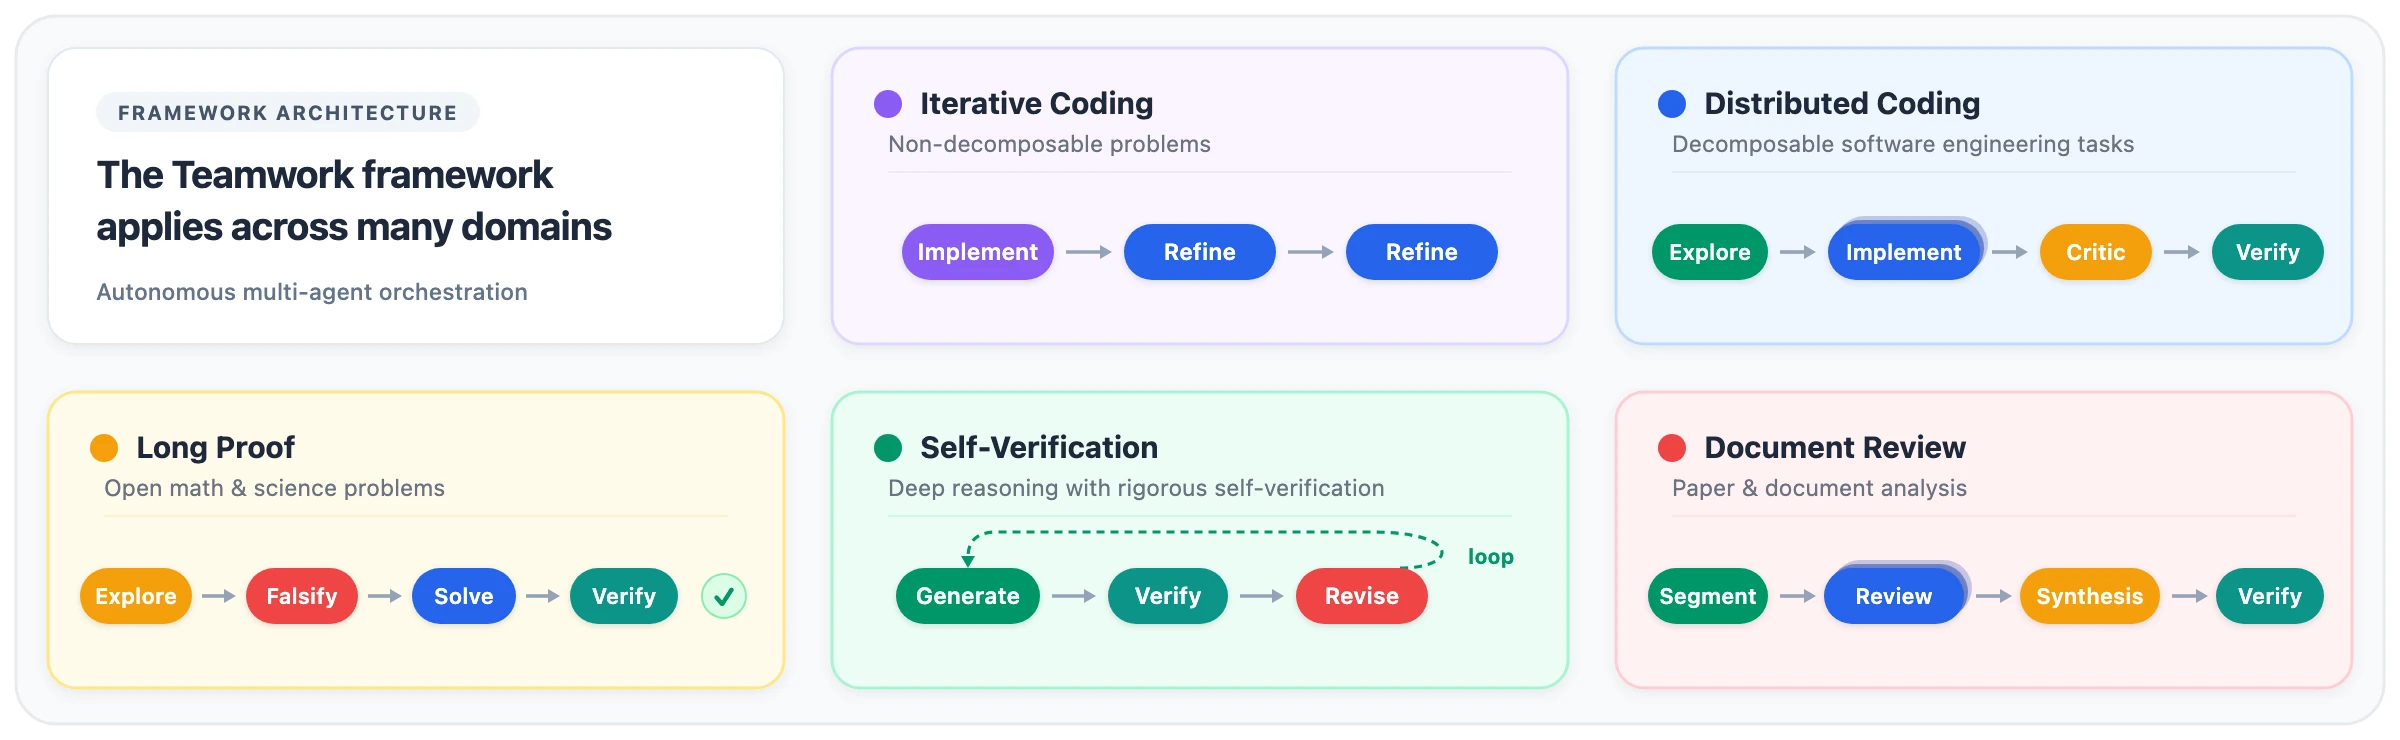 FRAMEWORK ARCHITECTURE
The Teamwork framework
applies across many domains
Autonomous multi-agent orchestration
Iterative Coding
Non-decomposable problems
Implement
Refine
Refine
Distributed Coding
Decomposable software engineering tasks
Explore
Implement
Critic
Verify
Long Proof
Open math & science problems
Explore
Falsify
Solve
Verify
Self-Verification
Deep reasoning with rigorous self-verification
loop
Generate
Verify
Revise
Document Review
Paper & document analysis
Segment
Review
Synthesis
Verify